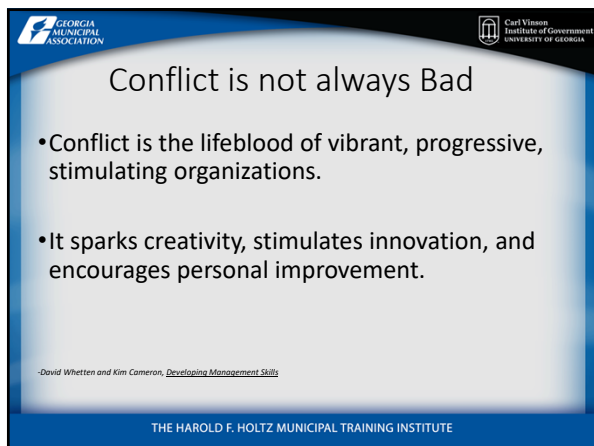 GEORGIA
MUNICIPAL
ASSOCIATION
Carl Vinson
Institute of Government
UNIVERSITY OF GEORGIA
Conflict is not always Bad
•Conflict is the lifeblood of vibrant, progressive,
stimulating organizations.
•It sparks creativity, stimulates innovation, and
encourages personal improvement.
-David Whetten and Kim Cameron, Developing Management Skills
THE HAROLD F. HOLTZ MUNICIPAL TRAINING INSTITUTE